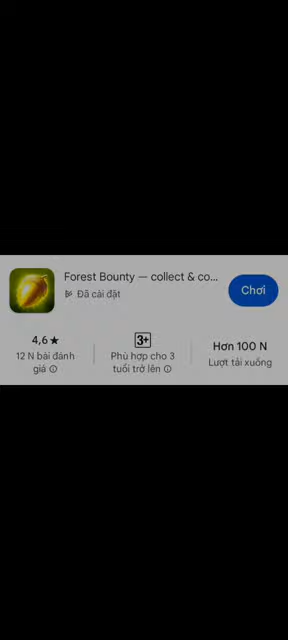 Forest Bounty — collect & co...
Đã cài đặt
Chơi
4,6 ★
12 N bài đánh
giá
3+
Phù hợp cho 3
tuổi trở lên
Hơn 100 N
Lượt tải xuống